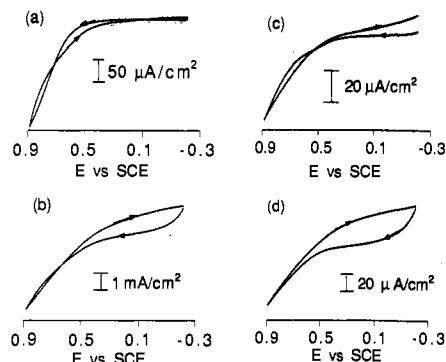 (a)
50 μA/cm²
0.9 0.5 0.1 -0.3
E vs SCE
(c)
20 μA/cm²
0.9 0.5 0.1 -0.3
E vs SCE
(b)
1 mA/cm²
0.9 0.5 0.1 -0.3
E vs SCE
(d)
20 μA/cm²
0.9 0.5 0.1 -0.3
E vs SCE